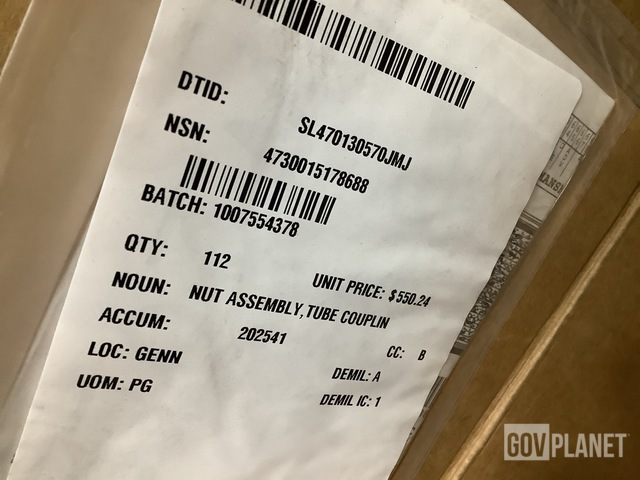 DTID: SL470130570JMJ
NSN: 4730015178688
BATCH: 1007554378
QTY: 112 UNIT PRICE: $550.24
NOUN: NUT ASSEMBLY,TUBE COUPLIN
ACCUM: 202541 CC: B
LOC: GENN DEMIL: A
UOM: PG DEMIL IC: 1
GOVPLANET